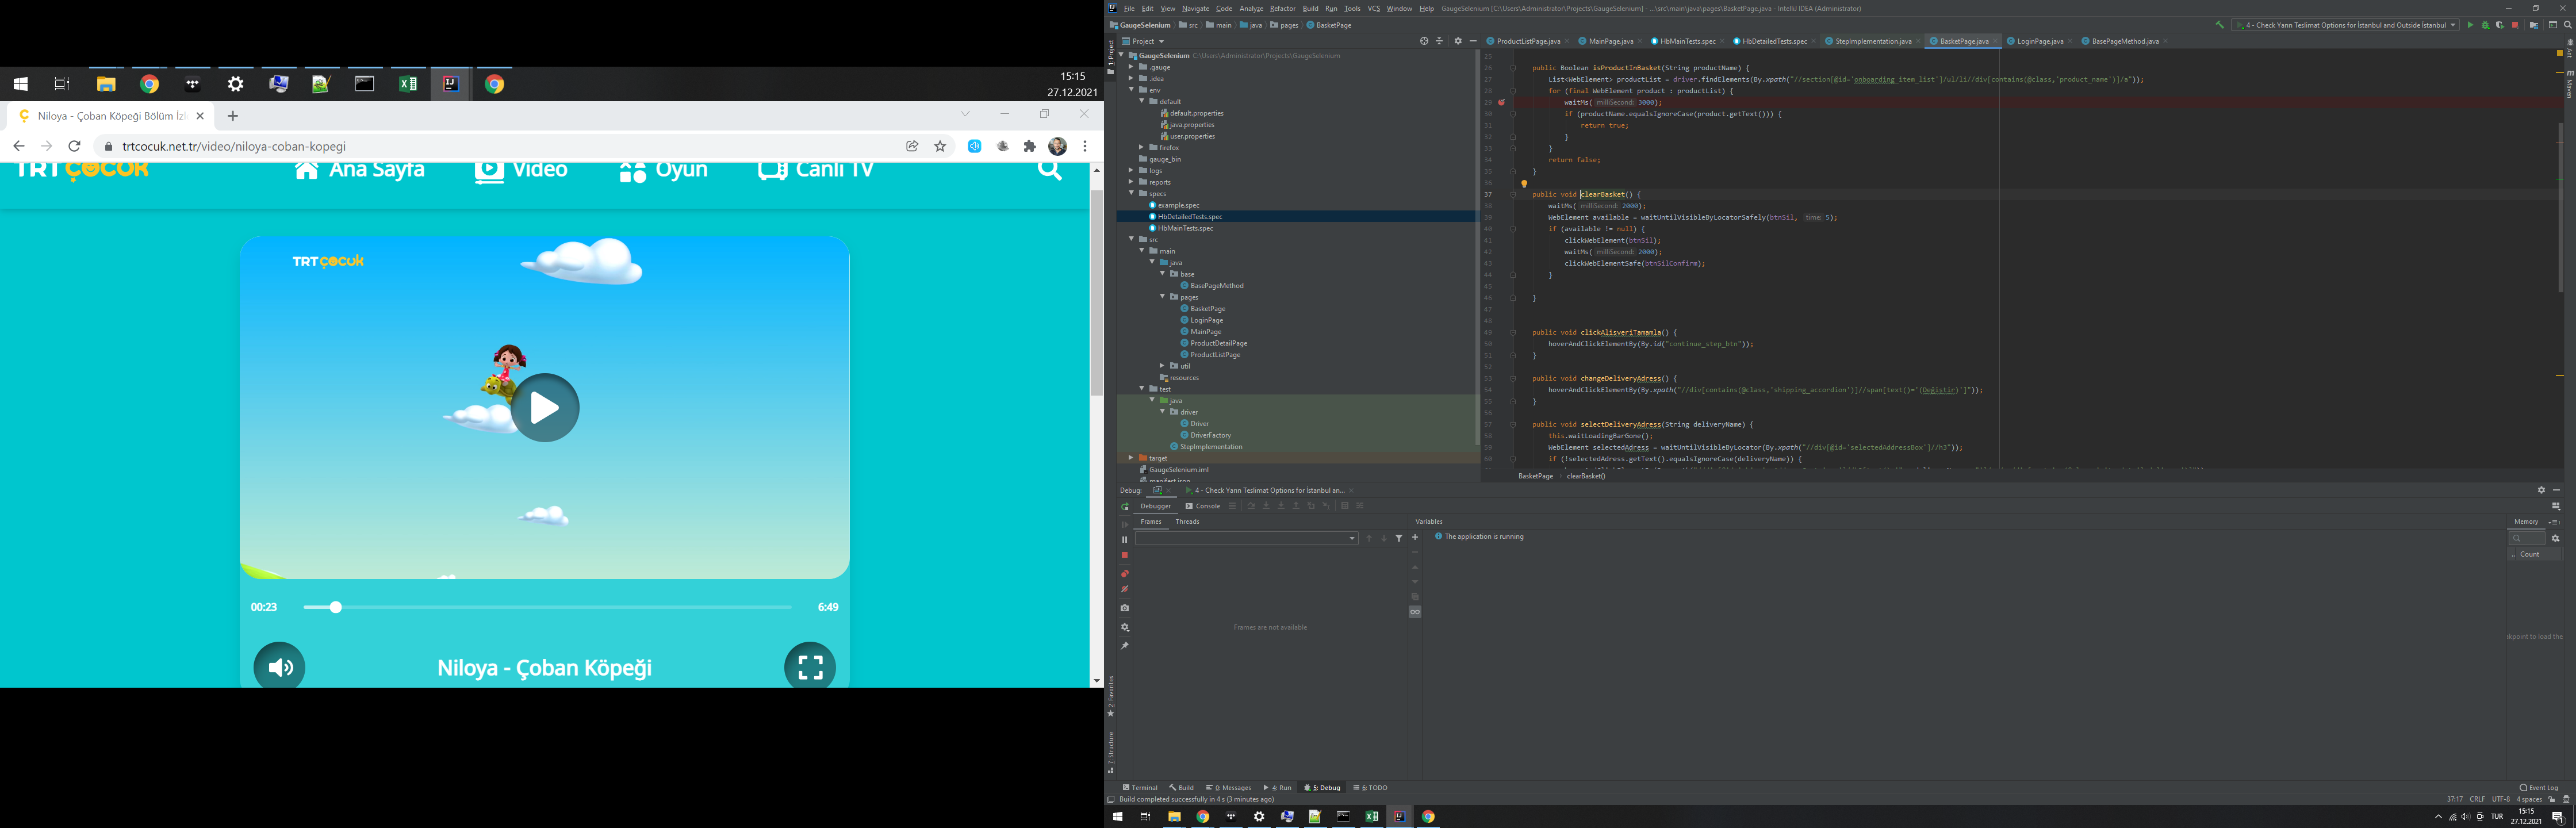 15:15
27.12.2021
Niloya - Çoban Köpeği Bölüm İzl
trtcocuk.net.tr/video/niloya-coban-kopegi
TRT ÇOCUK
Ana Sayfa
Video
Oyun
Canlı TV
TRT çocuk
00:23
6:49
Niloya - Çoban Köpeği
File Edit View Navigate Code Analyze Refactor Build Run Tools VCS Window Help GaugeSelenium [C:\Users\Administrator\Projects\GaugeSelenium] - ...\src\main\java\pages\BasketPage.java - IntelliJ IDEA (Administrator)
GaugeSelenium src main java pages BasketPage
4 - Check Yarın Teslimat Options for İstanbul and Outside İstanbul
1: Project
Project
ProductListPage.java MainPage.java HbMainTests.spec HbDetailedTests.spec StepImplementation.java BasketPage.java LoginPage.java BasePageMethod.java
Ant
Maven
GaugeSelenium C:\Users\Administrator\Projects\GaugeSelenium
.gauge
.idea
env
default
default.properties
java.properties
user.properties
firefox
gauge_bin
logs
reports
specs
example.spec
HbDetailedTests.spec
HbMainTests.spec
src
main
java
base
BasePageMethod
pages
BasketPage
LoginPage
MainPage
ProductDetailPage
ProductListPage
util
resources
test
java
driver
Driver
DriverFactory
StepImplementation
target
GaugeSelenium.iml
25
26 public Boolean isProductInBasket(String productName) {
27 List<WebElement> productList = driver.findElements(By.xpath("//section[@id='onboarding_item_list']/ul/li//div[contains(@class,'product_name')]/a"));
28 for (final WebElement product : productList) {
29 waitMs( milliSecond: 3000);
30 if (productName.equalsIgnoreCase(product.getText())) {
31 return true;
32 }
33 }
34 return false;
35 }
36
37 public void clearBasket() {
38 waitMs( milliSecond: 2000);
39 WebElement available = waitUntilVisibleByLocatorSafely(btnSil, time: 5);
40 if (available != null) {
41 clickWebElement(btnSil);
42 waitMs( milliSecond: 2000);
43 clickWebElementSafe(btnSilConfirm);
44 }
45
46 }
47
48
49 public void clickAlisveriTamamla() {
50 hoverAndClickElementBy(By.id("continue_step_btn"));
51 }
52
53 public void changeDeliveryAdress() {
54 hoverAndClickElementBy(By.xpath("//div[contains(@class,'shipping_accordion')]//span[text()='(Değiştir)']"));
55 }
56
57 public void selectDeliveryAdress(String deliveryName) {
58 this.waitLoadingBarGone();
59 WebElement selectedAdress = waitUntilVisibleByLocator(By.xpath("//div[@id='selectedAddressBox']//h3"));
60 if (!selectedAdress.getText().equalsIgnoreCase(deliveryName)) {
BasketPage clearBasket()
Debug: 4 - Check Yarın Teslimat Options for İstanbul an...
Debugger Console
Frames Threads
Variables
Memory
The application is running
Count
Frames are not available
kpoint to load the
2: Favorites
7: Structure
Terminal Build 0: Messages 4: Run 5: Debug 6: TODO
Event Log
Build completed successfully in 4 s (3 minutes ago)
37:17 CRLF UTF-8 4 spaces
TUR
15:15
27.12.2021